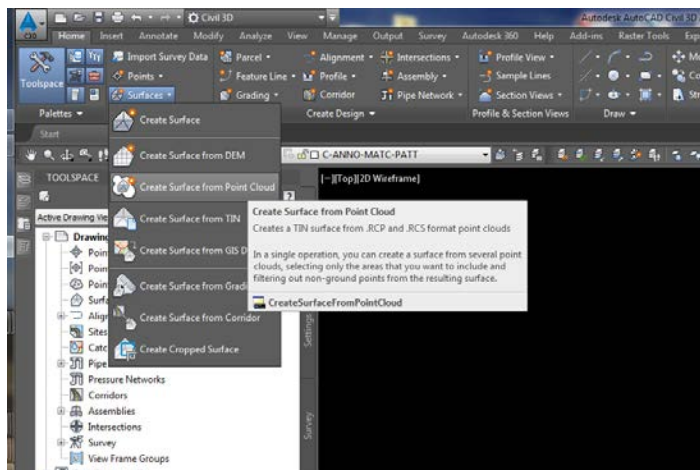 Civil 3D
Autodesk AutoCAD Civil 3D
C3D
Home Insert Annotate Modify Analyze View Manage Output Survey Autodesk 360 Help Add-ins Raster Tools
Toolspace
Import Survey Data
Parcel
Alignment
Intersections
Profile View
Points
Feature Line
Profile
Assembly
Sample Lines
Surfaces
Grading
Corridor
Pipe Network
Section Views
Palettes
Create Design
Profile & Section Views
Draw
Start
Create Surface
Create Surface from DEM
Create Surface from Point Cloud
Create Surface from TIN
Create Surface from GIS D
Create Surface from Gradi
Create Surface from Corridor
Create Cropped Surface
C-ANNO-MATC-PATT
TOOLSPACE
Active Drawing Vie
[-][Top][2D Wireframe]
Create Surface from Point Cloud
Creates a TIN surface from .RCP and .RCS format point clouds
In a single operation, you can create a surface from several point
clouds, selecting only the areas that you want to include and
filtering out non-ground points from the resulting surface.
CreateSurfaceFromPointCloud
Drawin
Poin
Poin
Poin
Surfa
Align
Sites
Catc
Pipe
Pressure Networks
Corridors
Assemblies
Intersections
Survey
View Frame Groups
Settings
Survey